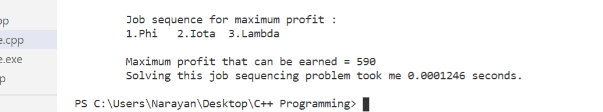 pp
Job sequence for maximum profit :
e.cpp
1.Phi   2.Iota  3.Lambda
e.exe
Maximum profit that can be earned = 590
p
Solving this job sequencing problem took me 0.0001246 seconds.
PS C:\Users\Narayan\Desktop\C++ Programming>